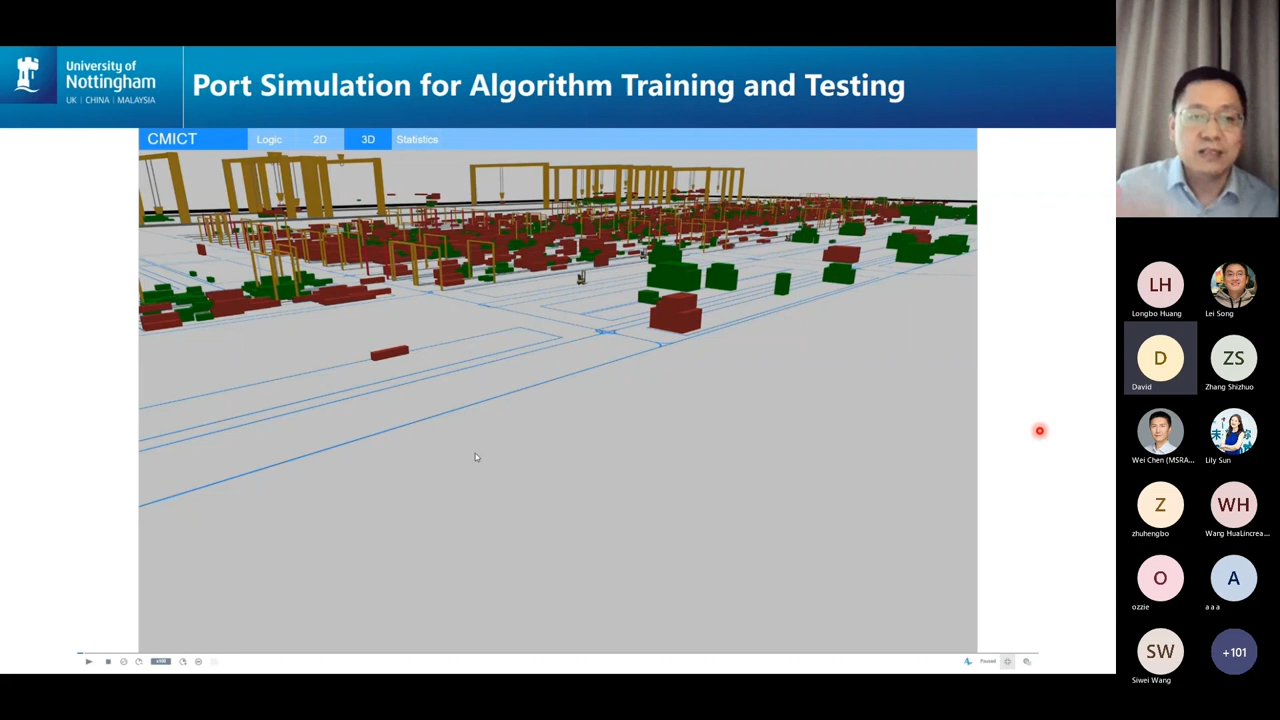 University of
Nottingham
UK | CHINA | MALAYSIA
Port Simulation for Algorithm Training and Testing
CMICT
Logic
2D
3D
Statistics
LH
Longbo Huang
Lei Song
D
David
ZS
Zhang Shizhuo
Wei Chen (MSRA...
Lily Sun
Z
zhuhengbo
WH
Wang HuaLincrea...
O
ozzie
A
a a a
SW
Siwei Wang
+101
Paused